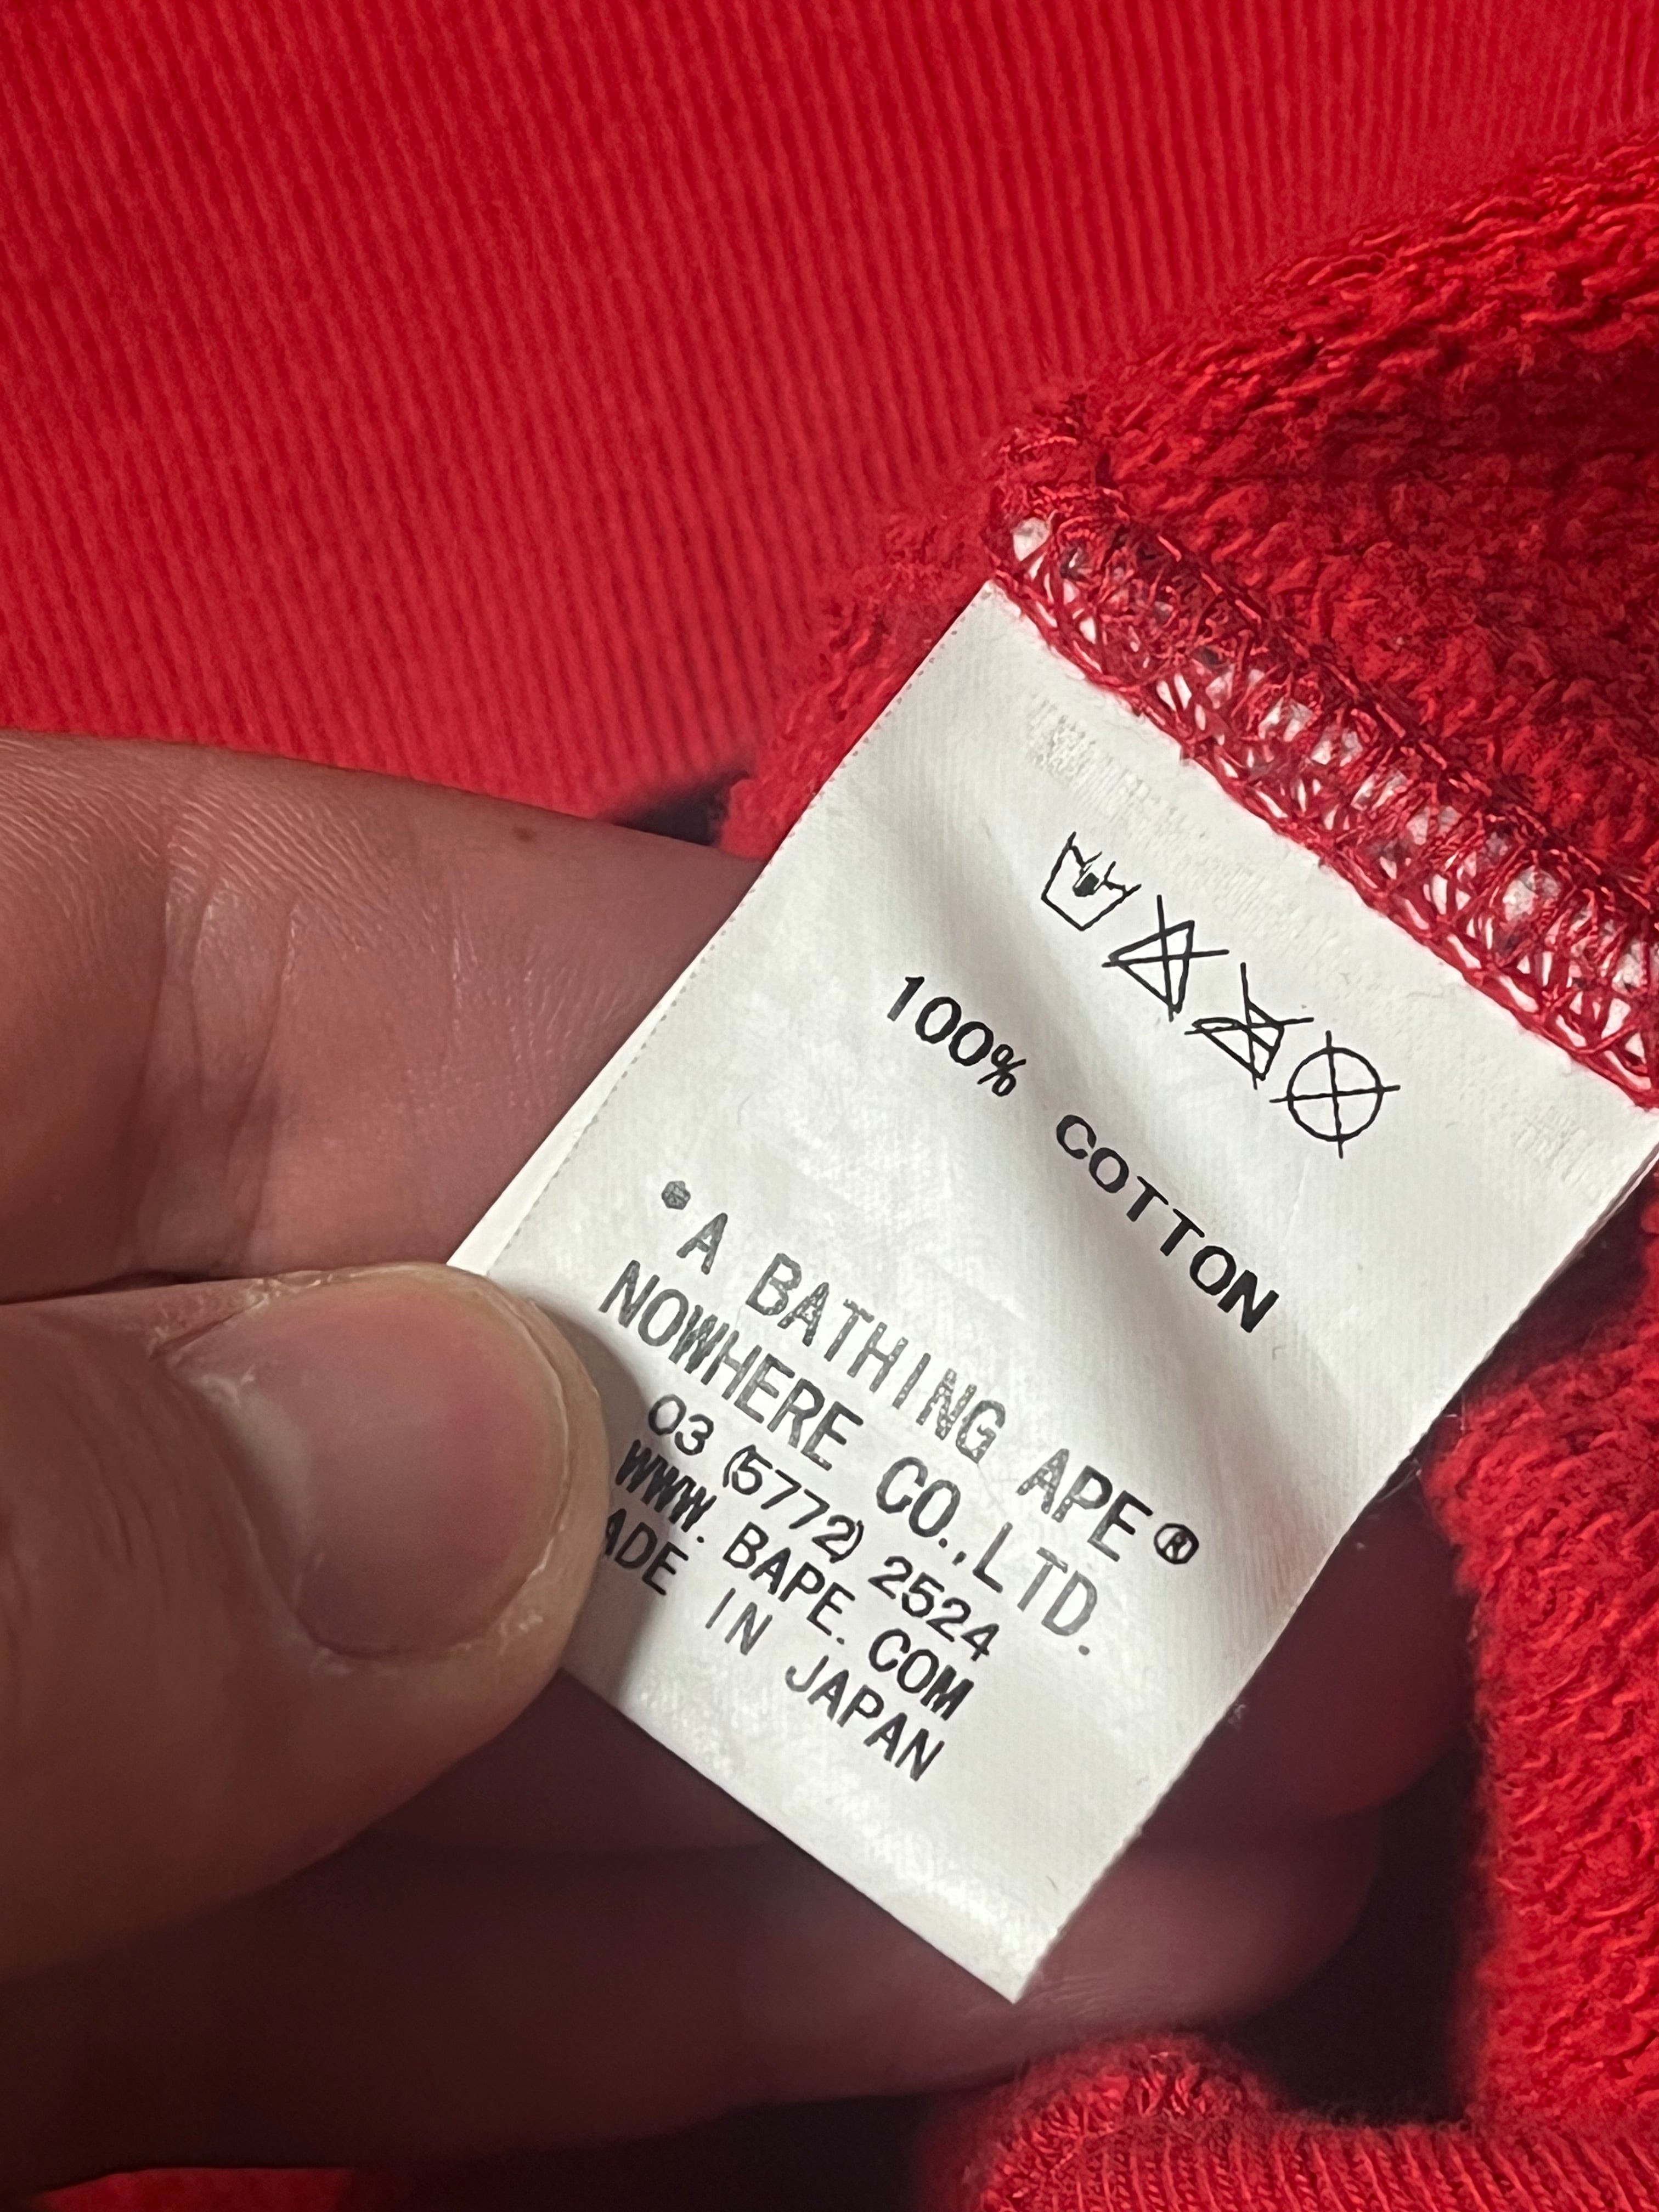 100% COTTON
A BATHING APE®
NOWHERE CO.,LTD.
03 (5772) 2524
WWW.BAPE.COM
ADE IN JAPAN